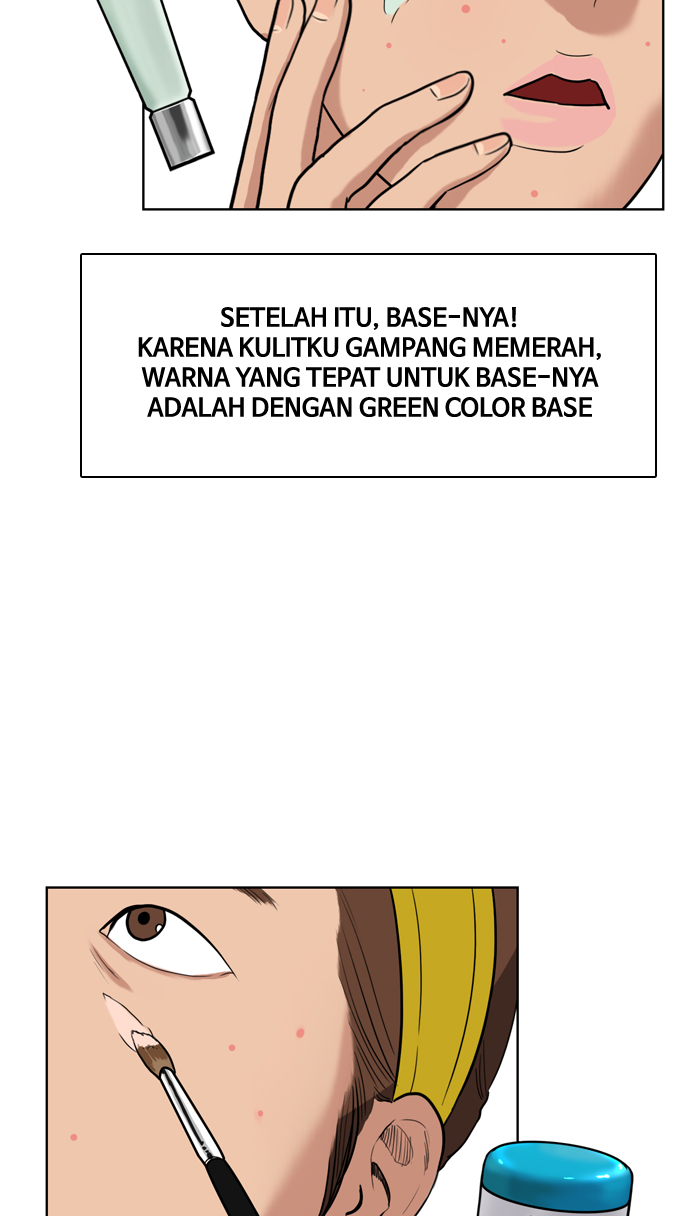 SETELAH ITU, BASE-NYA!
KARENA KULITKU GAMPANG MEMERAH,
WARNA YANG TEPAT UNTUK BASE-NYA
ADALAH DENGAN GREEN COLOR BASE